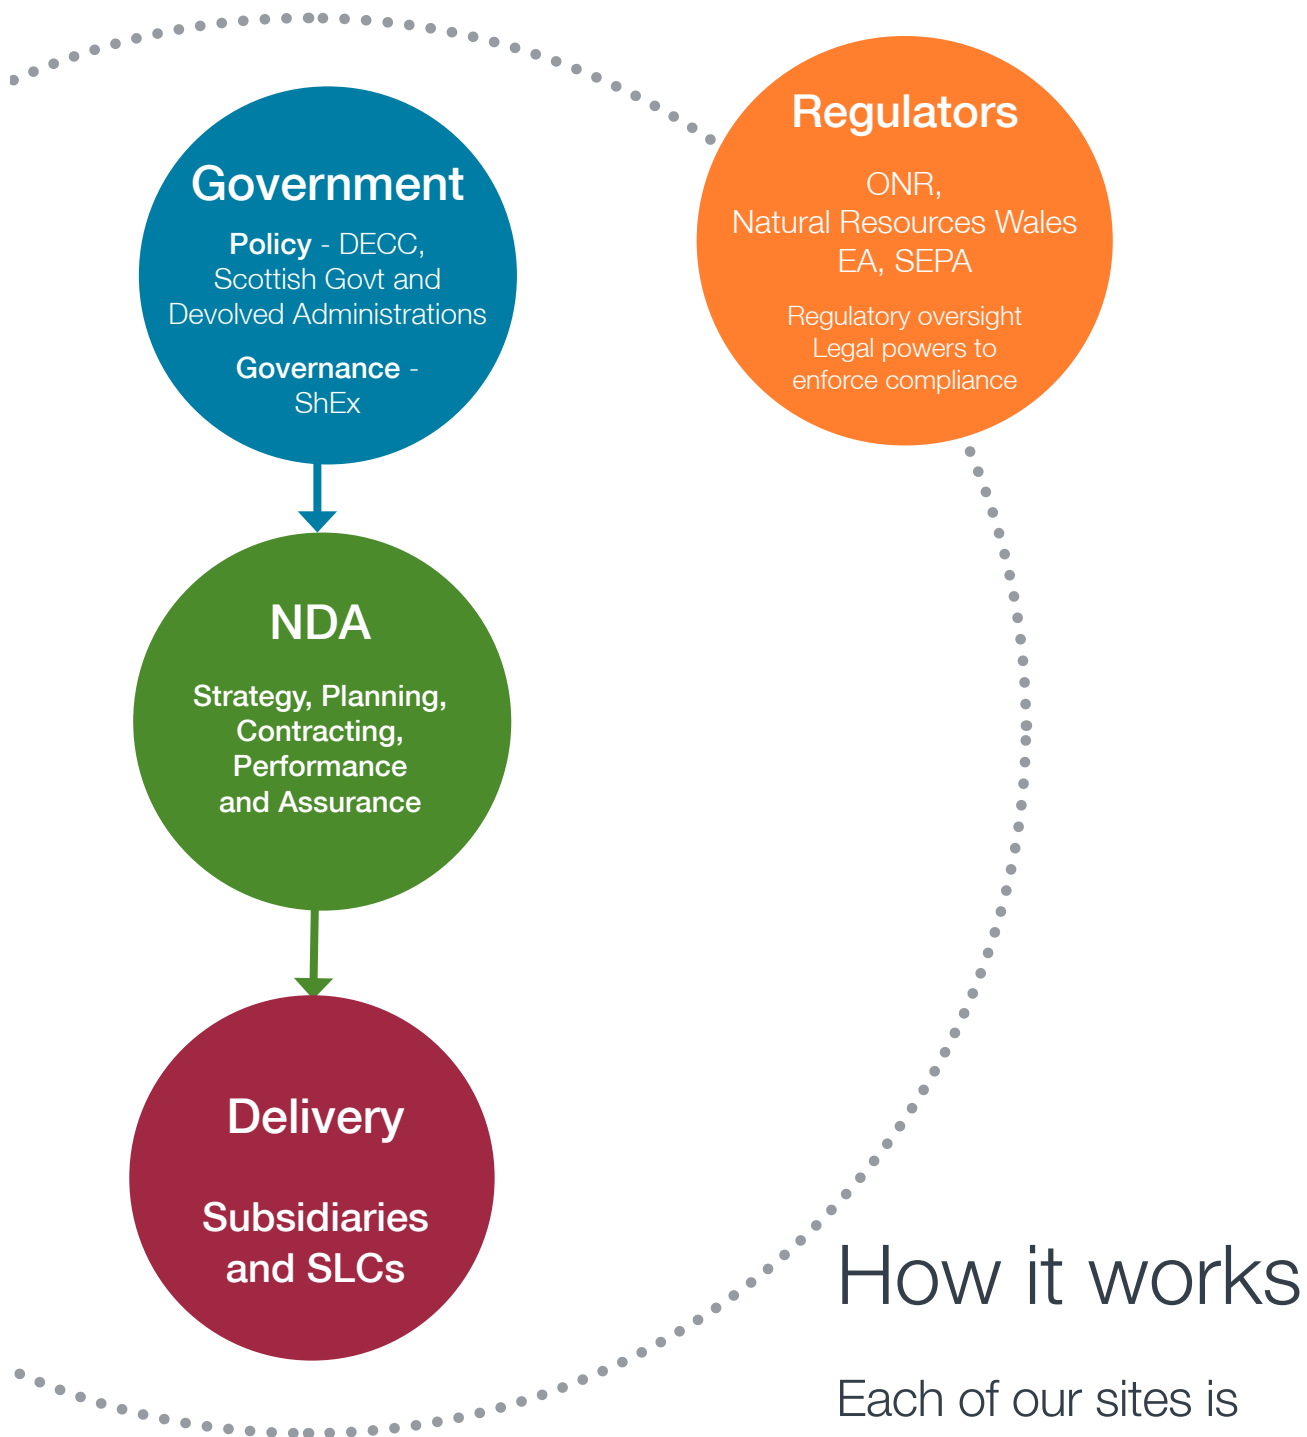 Government
Policy - DECC,
Scottish Govt and
Devolved Administrations
Governance -
ShEx
Regulators
ONR,
Natural Resources Wales
EA, SEPA
Regulatory oversight
Legal powers to
enforce compliance
NDA
Strategy, Planning,
Contracting,
Performance
and Assurance
Delivery
Subsidiaries
and SLCs
How it works
Each of our sites is